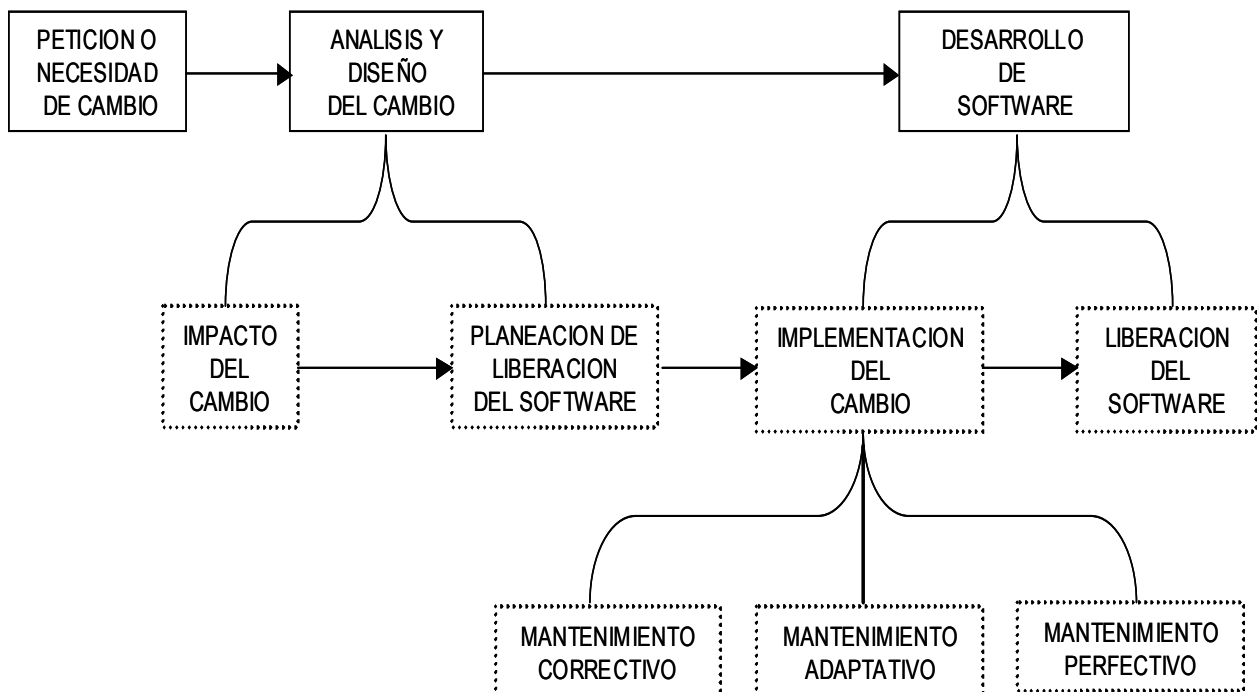 PETICION O
NECESIDAD
DE CAMBIO
ANALISIS Y
DISEÑO
DEL CAMBIO
DESARROLLO
DE
SOFTWARE
IMPACTO
DEL
CAMBIO
PLANEACION DE
LIBERACION
DEL SOFTWARE
IMPLEMENTACION
DEL
CAMBIO
LIBERACION
DEL
SOFTWARE
MANTENIMIENTO
CORRECTIVO
MANTENIMIENTO
ADAPTATIVO
MANTENIMIENTO
PERFECTIVO